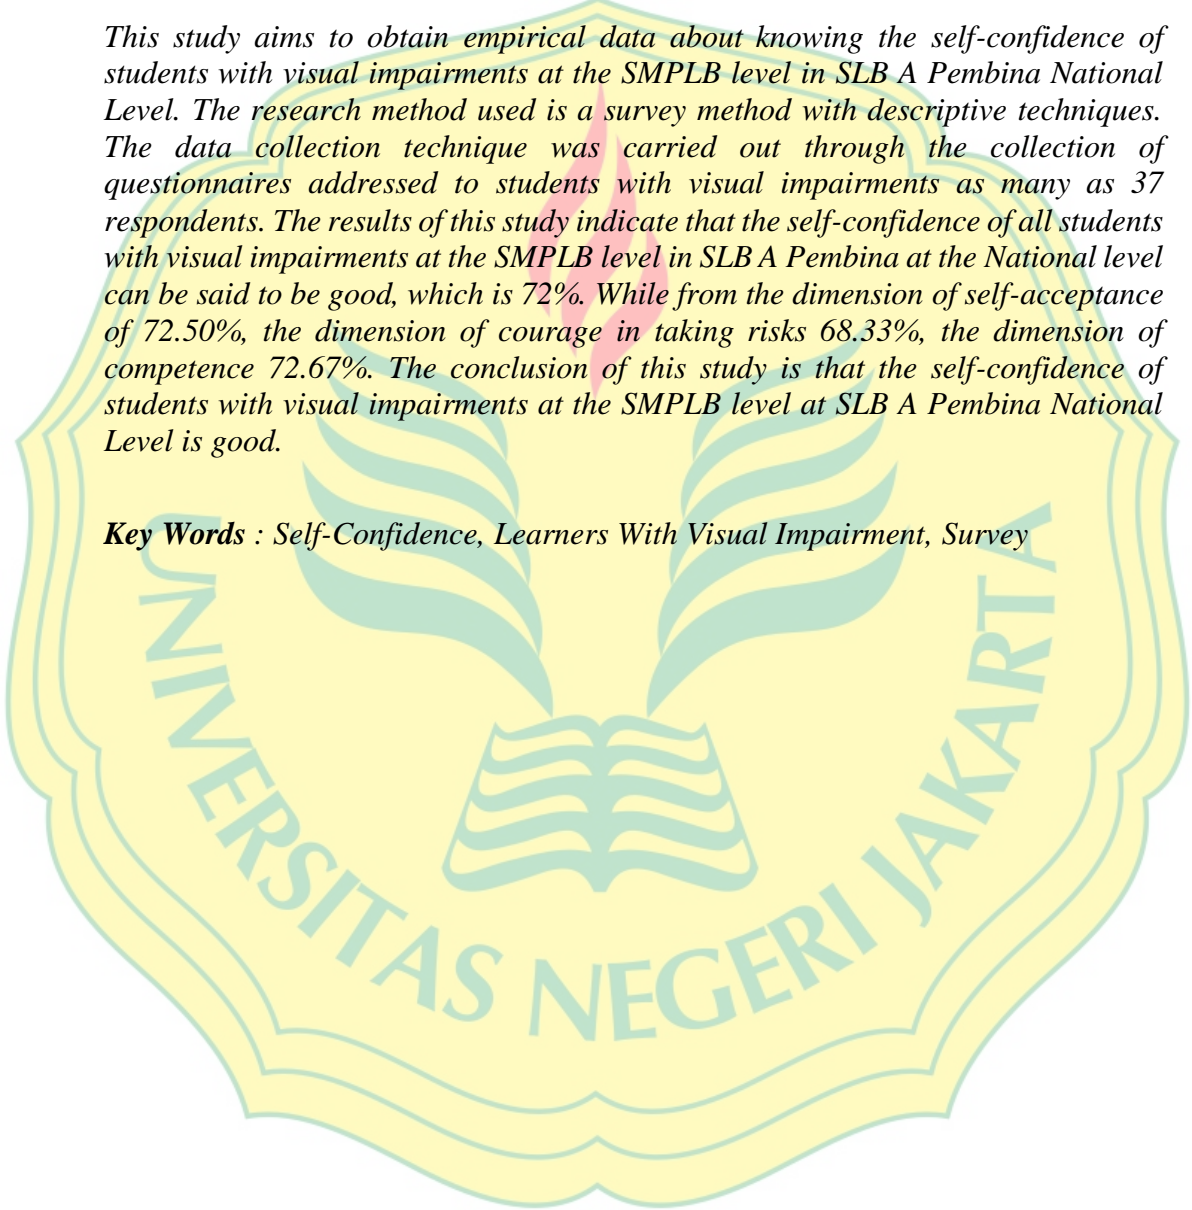 This study aims to obtain empirical data about knowing the self-confidence of
students with visual impairments at the SMPLB level in SLB A Pembina National
Level. The research method used is a survey method with descriptive techniques.
The data collection technique was carried out through the collection of
questionnaires addressed to students with visual impairments as many as 37
respondents. The results of this study indicate that the self-confidence of all students
with visual impairments at the SMPLB level in SLB A Pembina at the National level
can be said to be good, which is 72%. While from the dimension of self-acceptance
of 72.50%, the dimension of courage in taking risks 68.33%, the dimension of
competence 72.67%. The conclusion of this study is that the self-confidence of
students with visual impairments at the SMPLB level at SLB A Pembina National
Level is good.
Key Words : Self-Confidence, Learners With Visual Impairment, Survey
UNIVERSITAS NEGERI JAKARTA